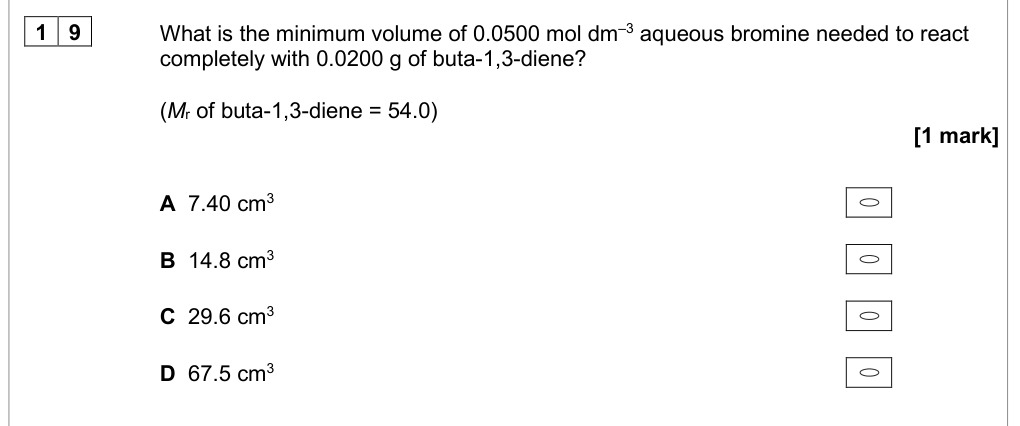 1 9 What is the minimum volume of 0.0500 mol dm⁻³ aqueous bromine needed to react
completely with 0.0200 g of buta-1,3-diene?
(Mr of buta-1,3-diene = 54.0)
[1 mark]
A 7.40 cm³
B 14.8 cm³
C 29.6 cm³
D 67.5 cm³